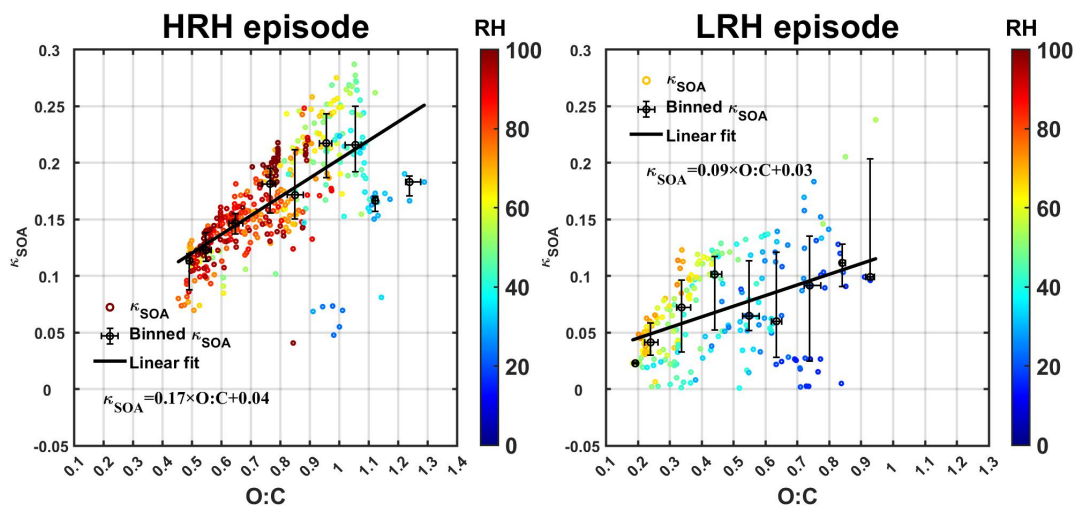 HRH episode
RH
0.3
0.25
0.2
0.15
0.1
0.05
0
-0.05
κSOA
κSOA
Binned κSOA
Linear fit
κSOA=0.17×O:C+0.04
0.1 0.2 0.3 0.4 0.5 0.6 0.7 0.8 0.9 1 1.1 1.2 1.3 1.4
O:C
100
80
60
40
20
0
LRH episode
RH
0.3
0.25
0.2
0.15
0.1
0.05
0
-0.05
κSOA
κSOA
Binned κSOA
Linear fit
κSOA=0.09×O:C+0.03
0.1 0.2 0.3 0.4 0.5 0.6 0.7 0.8 0.9 1 1.1 1.2 1.3
O:C
100
80
60
40
20
0